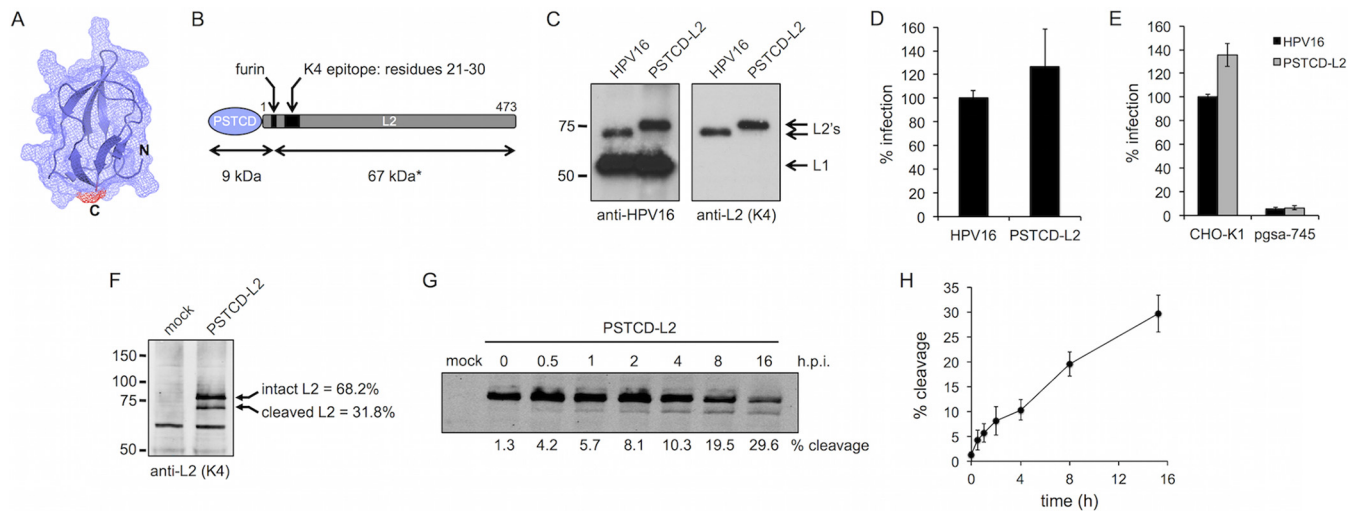 A
N
C
B
furin
K4 epitope: residues 21-30
1
473
PSTCD
L2
9 kDa
67 kDa*
C
HPV16
PSTCD-L2
HPV16
PSTCD-L2
75
50
L2's
L1
anti-HPV16
anti-L2 (K4)
D
% infection
160
140
120
100
80
60
40
20
0
HPV16
PSTCD-L2
E
% infection
160
140
120
100
80
60
40
20
0
HPV16
PSTCD-L2
CHO-K1
pgsa-745
F
mock
PSTCD-L2
150
100
75
50
intact L2 = 68.2%
cleaved L2 = 31.8%
anti-L2 (K4)
G
PSTCD-L2
mock 0 0.5 1 2 4 8 16 h.p.i.
1.3 4.2 5.7 8.1 10.3 19.5 29.6 % cleavage
H
% cleavage
35
30
25
20
15
10
5
0
0 4 8 12 16
time (h)